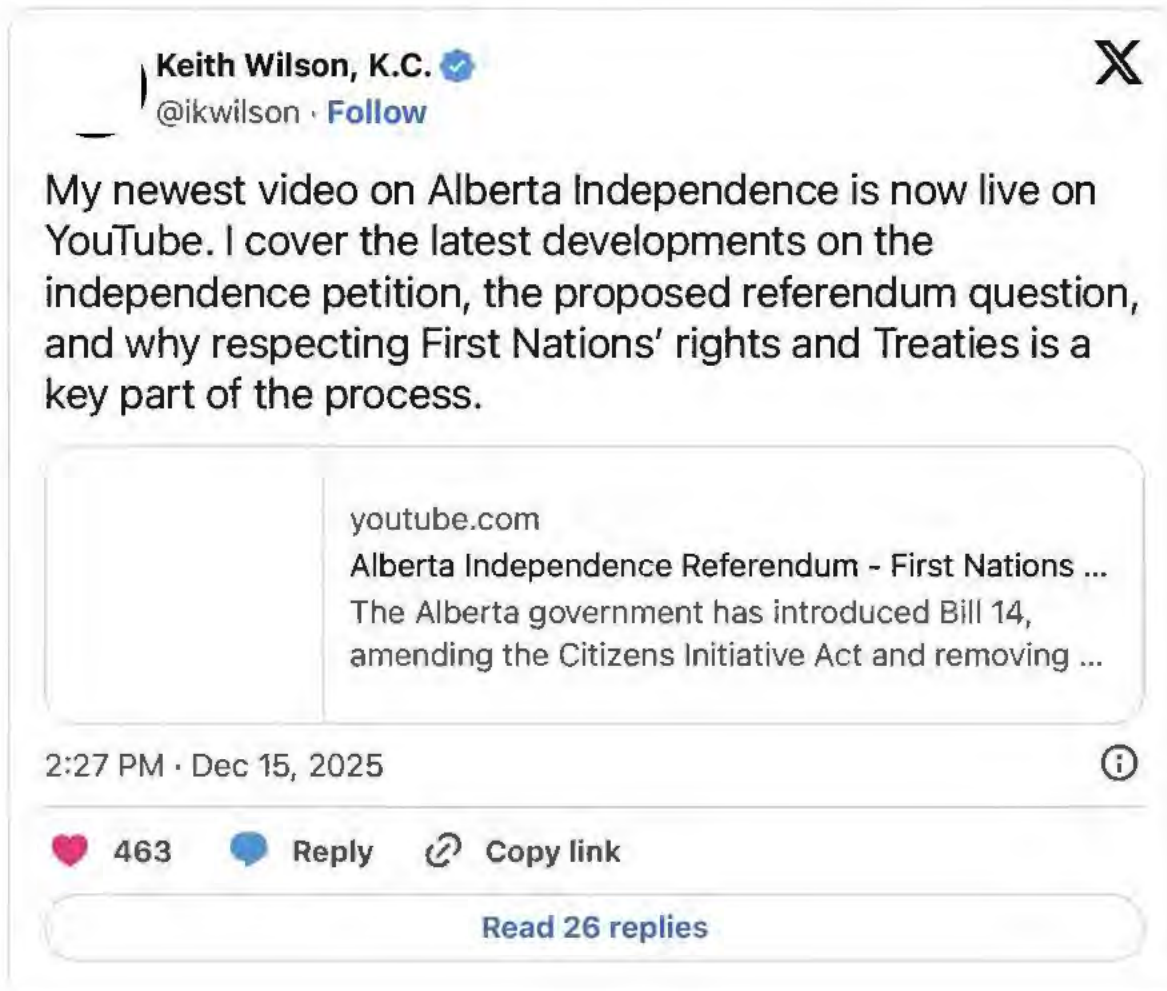 Keith Wilson, K.C.
@ikwilson · Follow
My newest video on Alberta Independence is now live on
YouTube. I cover the latest developments on the
independence petition, the proposed referendum question,
and why respecting First Nations’ rights and Treaties is a
key part of the process.
youtube.com
Alberta Independence Referendum - First Nations ...
The Alberta government has introduced Bill 14,
amending the Citizens Initiative Act and removing ...
2:27 PM · Dec 15, 2025
463 Reply Copy link
Read 26 replies